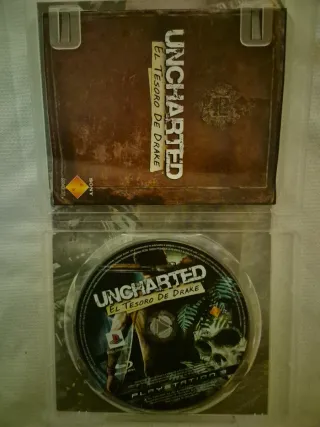 UNCHARTED
EL TESORO DE DRAKE
SONY
UNCHARTED
EL TESORO DE DRAKE
PLAYSTATION 3